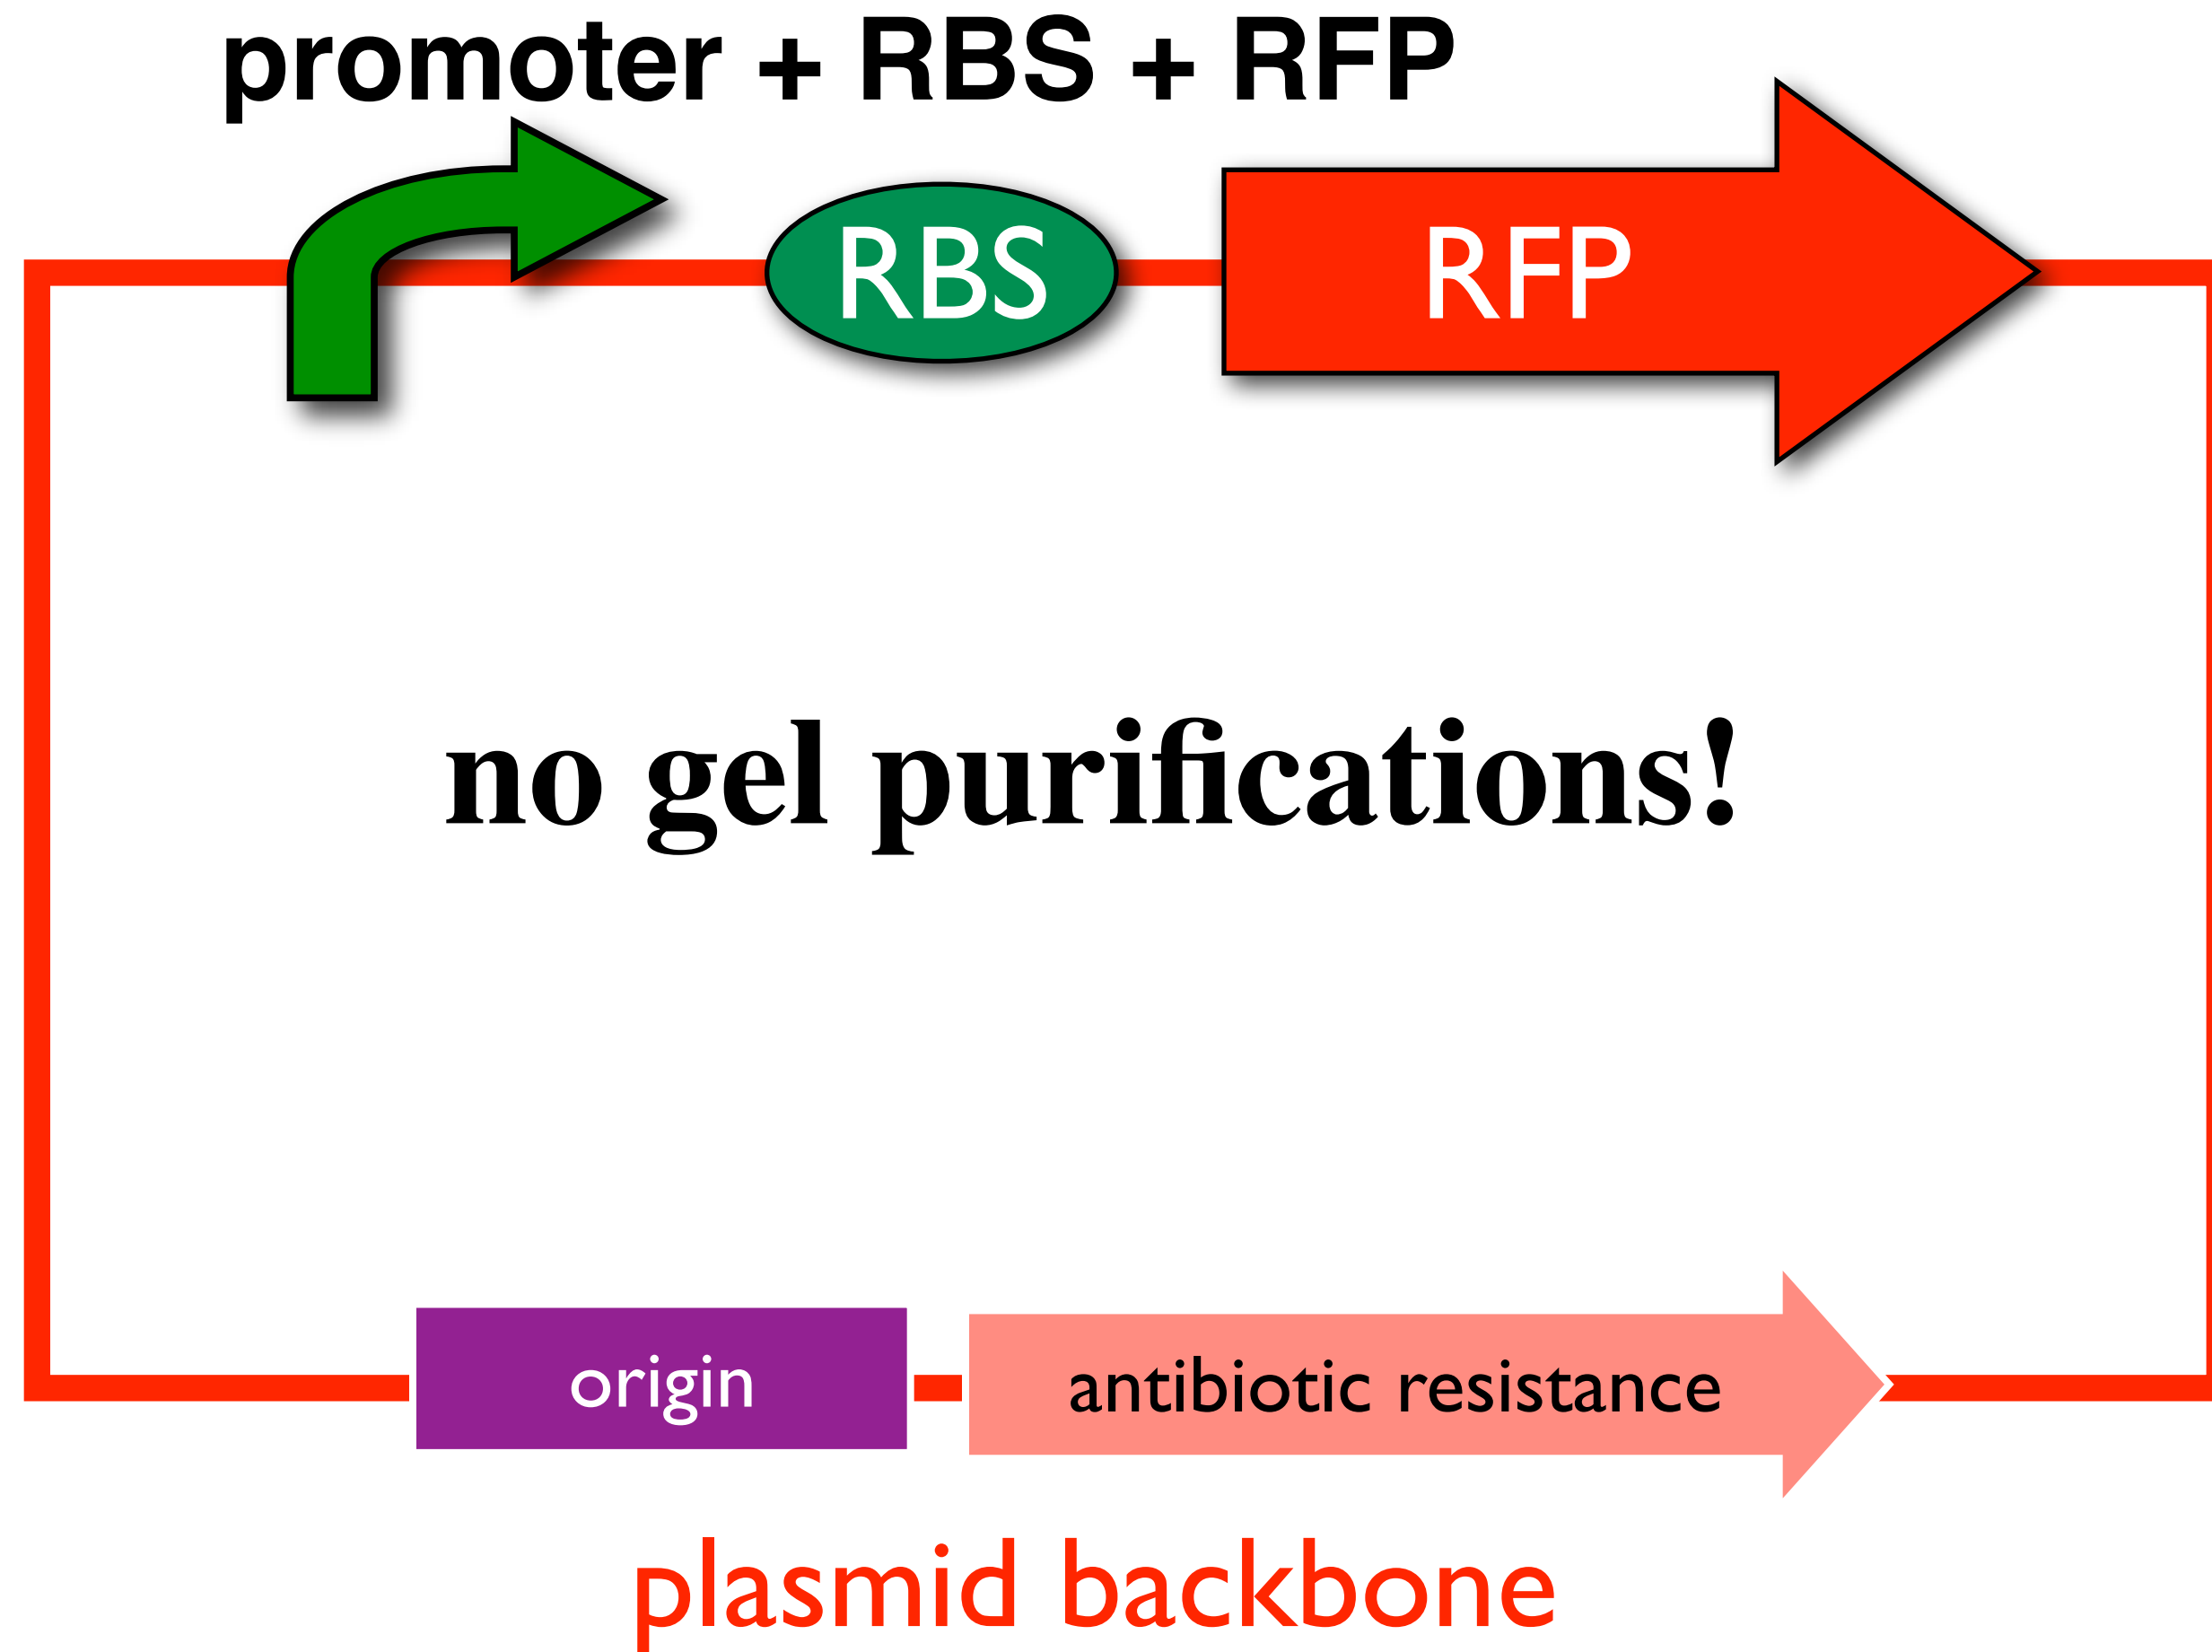 promoter + RBS + RFP
RBS
RFP
no gel purifications!
origin
antibiotic resistance
plasmid backbone